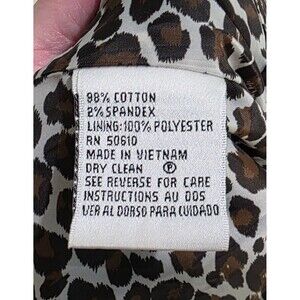 98% COTTON
2% SPANDEX
LINING:100% POLYESTER
RN 50610
MADE IN VIETNAM
DRY CLEAN Ⓟ
SEE REVERSE FOR CARE
INSTRUCTIONS AU DOS
VER AL DORSO PARA CUIDADO